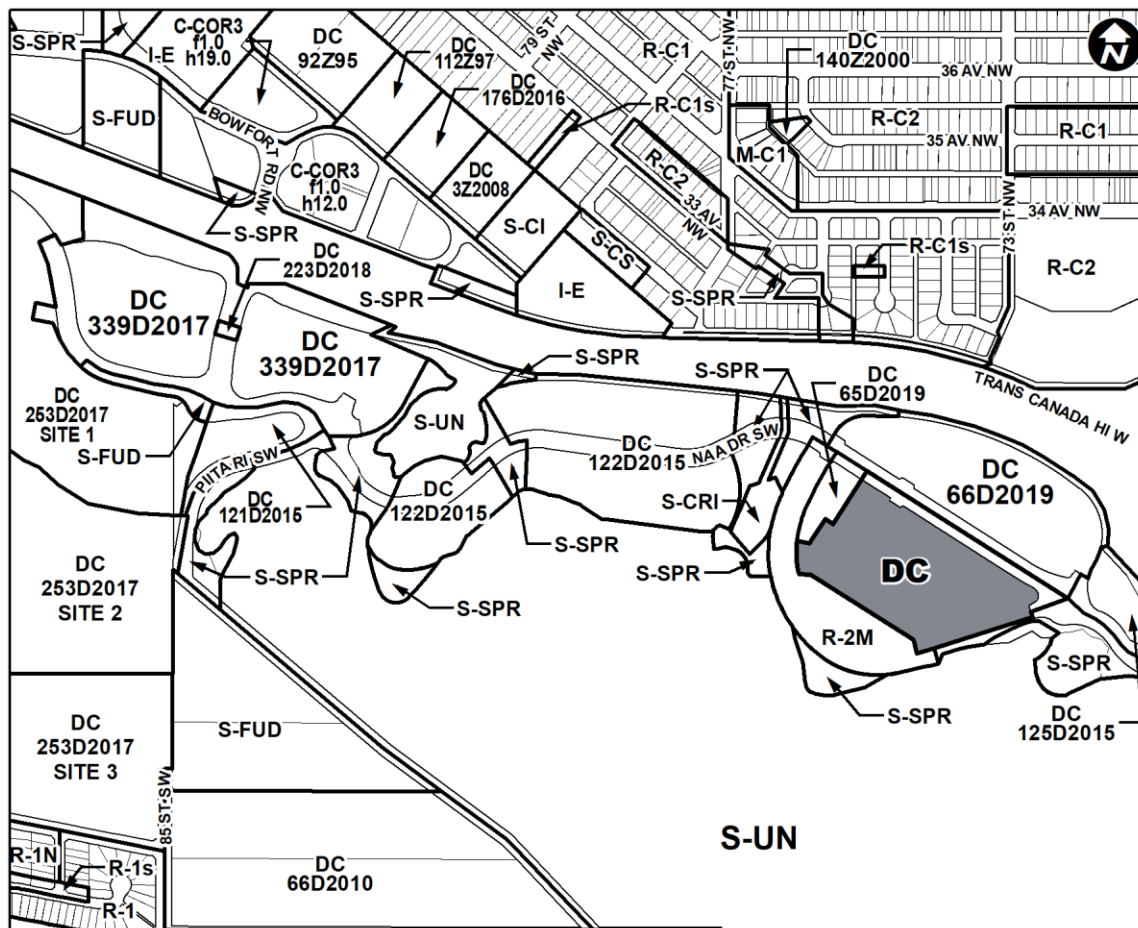 C-COR3
f1.0
h19.0
S-SPR
I-E
DC
92Z95
DC
112Z97
DC
176D2016
79 ST
NW
R-C1
77 ST NW
DC
140Z2000
36 AV NW
N
S-FUD
BOWFORT
RD NW
R-C1s
R-C2
R-C1
M-C1
35 AV NW
C-COR3
f1.0
h12.0
DC
3Z2008
R-C2
33 AV
NW
34 AV NW
73 ST NW
S-SPR
S-CI
S-CS
R-C1s
R-C2
DC
223D2018
S-SPR
I-E
S-SPR
DC
339D2017
DC
339D2017
S-SPR
S-SPR
DC
65D2019
TRANS CANADA HI W
DC
253D2017
SITE 1
S-UN
S-FUD
PIITA RI SW
DC
121D2015
DC
122D2015
DC
122D2015
NAA DR SW
DC
66D2019
S-CRI
S-SPR
S-SPR
DC
DC
253D2017
SITE 2
S-SPR
S-SPR
R-2M
S-SPR
S-SPR
DC
125D2015
DC
253D2017
SITE 3
S-FUD
85 ST SW
S-UN
R-1N
R-1s
R-1
DC
66D2010